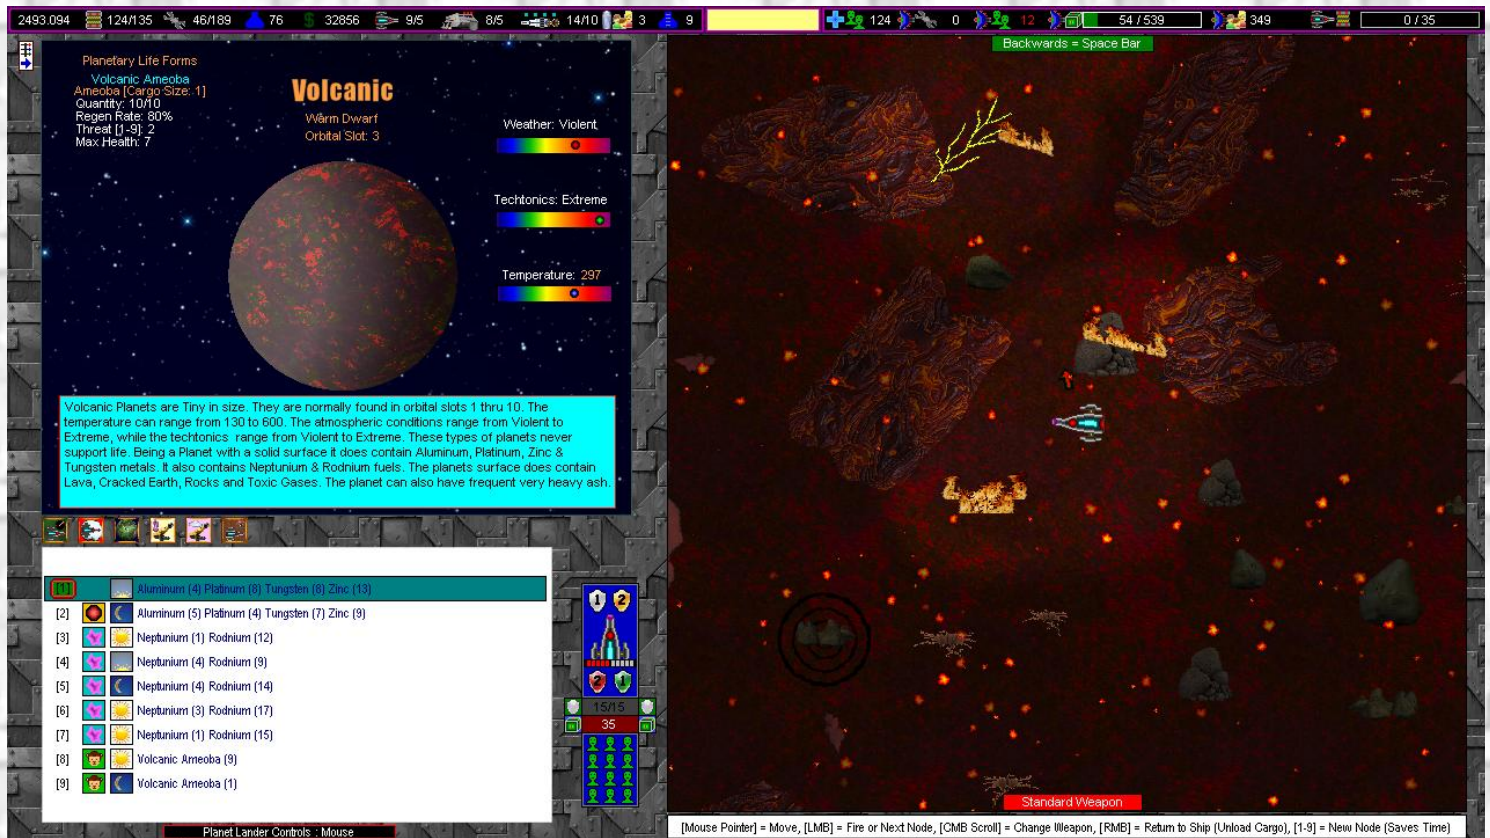 2493.094 124/135 46/189 76 $ 32856 9/5 8/5 14/10 3 9 124 0 12 54 / 539 349 0 / 35
Backwards = Space Bar
Planetary Life Forms
Volcanic Ameoba
Ameoba [Cargo Size: 1]
Quantity: 10/10
Regen Rate: 80%
Threat [1-9]: 2
Max Health: 7
Volcanic
Warm Dwarf
Orbital Slot: 3
Weather: Violent
Techtonics: Extreme
Temperature: 297
Volcanic Planets are Tiny in size. They are normally found in orbital slots 1 thru 10. The
temperature can range from 130 to 600. The atmospheric conditions range from Violent to
Extreme, while the techtonics range from Violent to Extreme. These types of planets never
support life. Being a Planet with a solid surface it does contain Aluminum, Platinum, Zinc &
Tungsten metals. It also contains Neptunium & Rodnium fuels. The planets surface does contain
Lava, Cracked Earth, Rocks and Toxic Gases. The planet can also have frequent very heavy ash.
[1] Aluminum (4) Platinum (8) Tungsten (8) Zinc (13)
[2] Aluminum (5) Platinum (4) Tungsten (7) Zinc (9)
[3] Neptunium (1) Rodnium (12)
[4] Neptunium (4) Rodnium (9)
[5] Neptunium (4) Rodnium (14)
[6] Neptunium (3) Rodnium (17)
[7] Neptunium (1) Rodnium (15)
[8] Volcanic Ameoba (9)
[9] Volcanic Ameoba (1)
1 2
2 1
15/15
35
Planet Lander Controls : Mouse
Standard Weapon
[Mouse Pointer] = Move, [LMB] = Fire or Next Node, [CMB Scroll] = Change Weapon, [RMB] = Return to Ship (Unload Cargo), [1-9] = New Node (Saves Time)